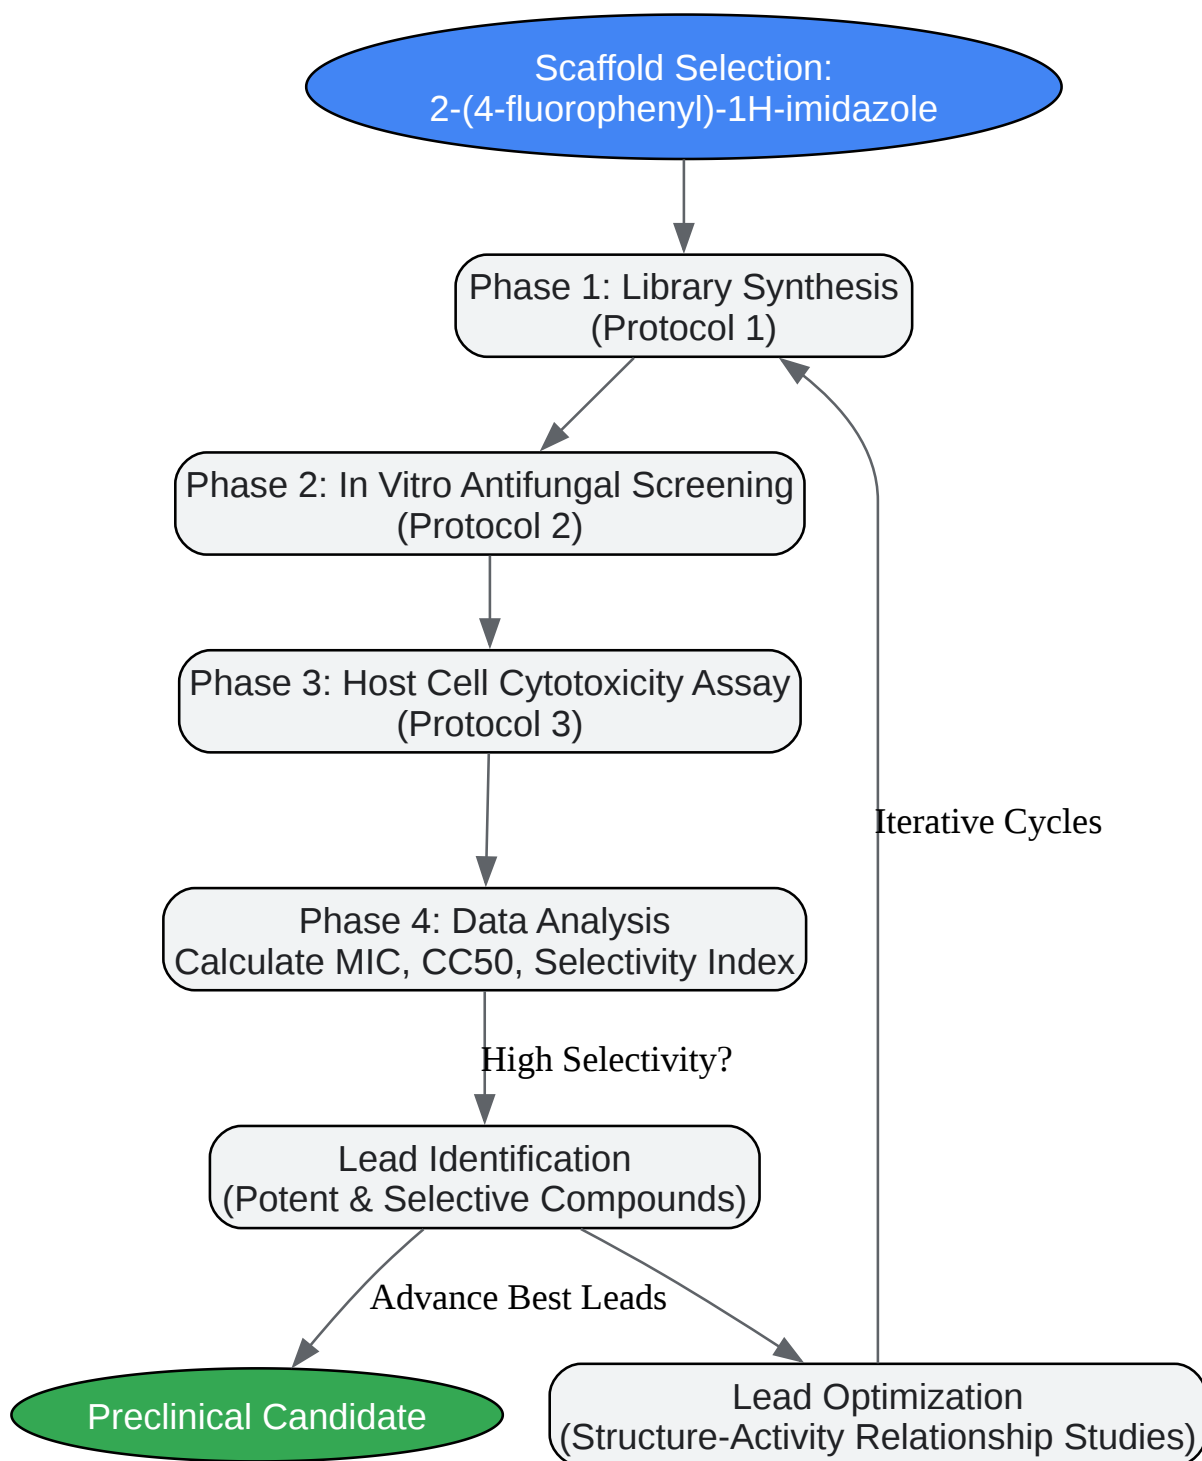 Scaffold Selection:
2-(4-fluorophenyl)-1H-imidazole
Phase 1: Library Synthesis
(Protocol 1)
Phase 2: In Vitro Antifungal Screening
(Protocol 2)
Phase 3: Host Cell Cytotoxicity Assay
(Protocol 3)
Iterative Cycles
Phase 4: Data Analysis
Calculate MIC, CC50, Selectivity Index
High Selectivity?
Lead Identification
(Potent & Selective Compounds)
Advance Best Leads
Preclinical Candidate
Lead Optimization
(Structure-Activity Relationship Studies)